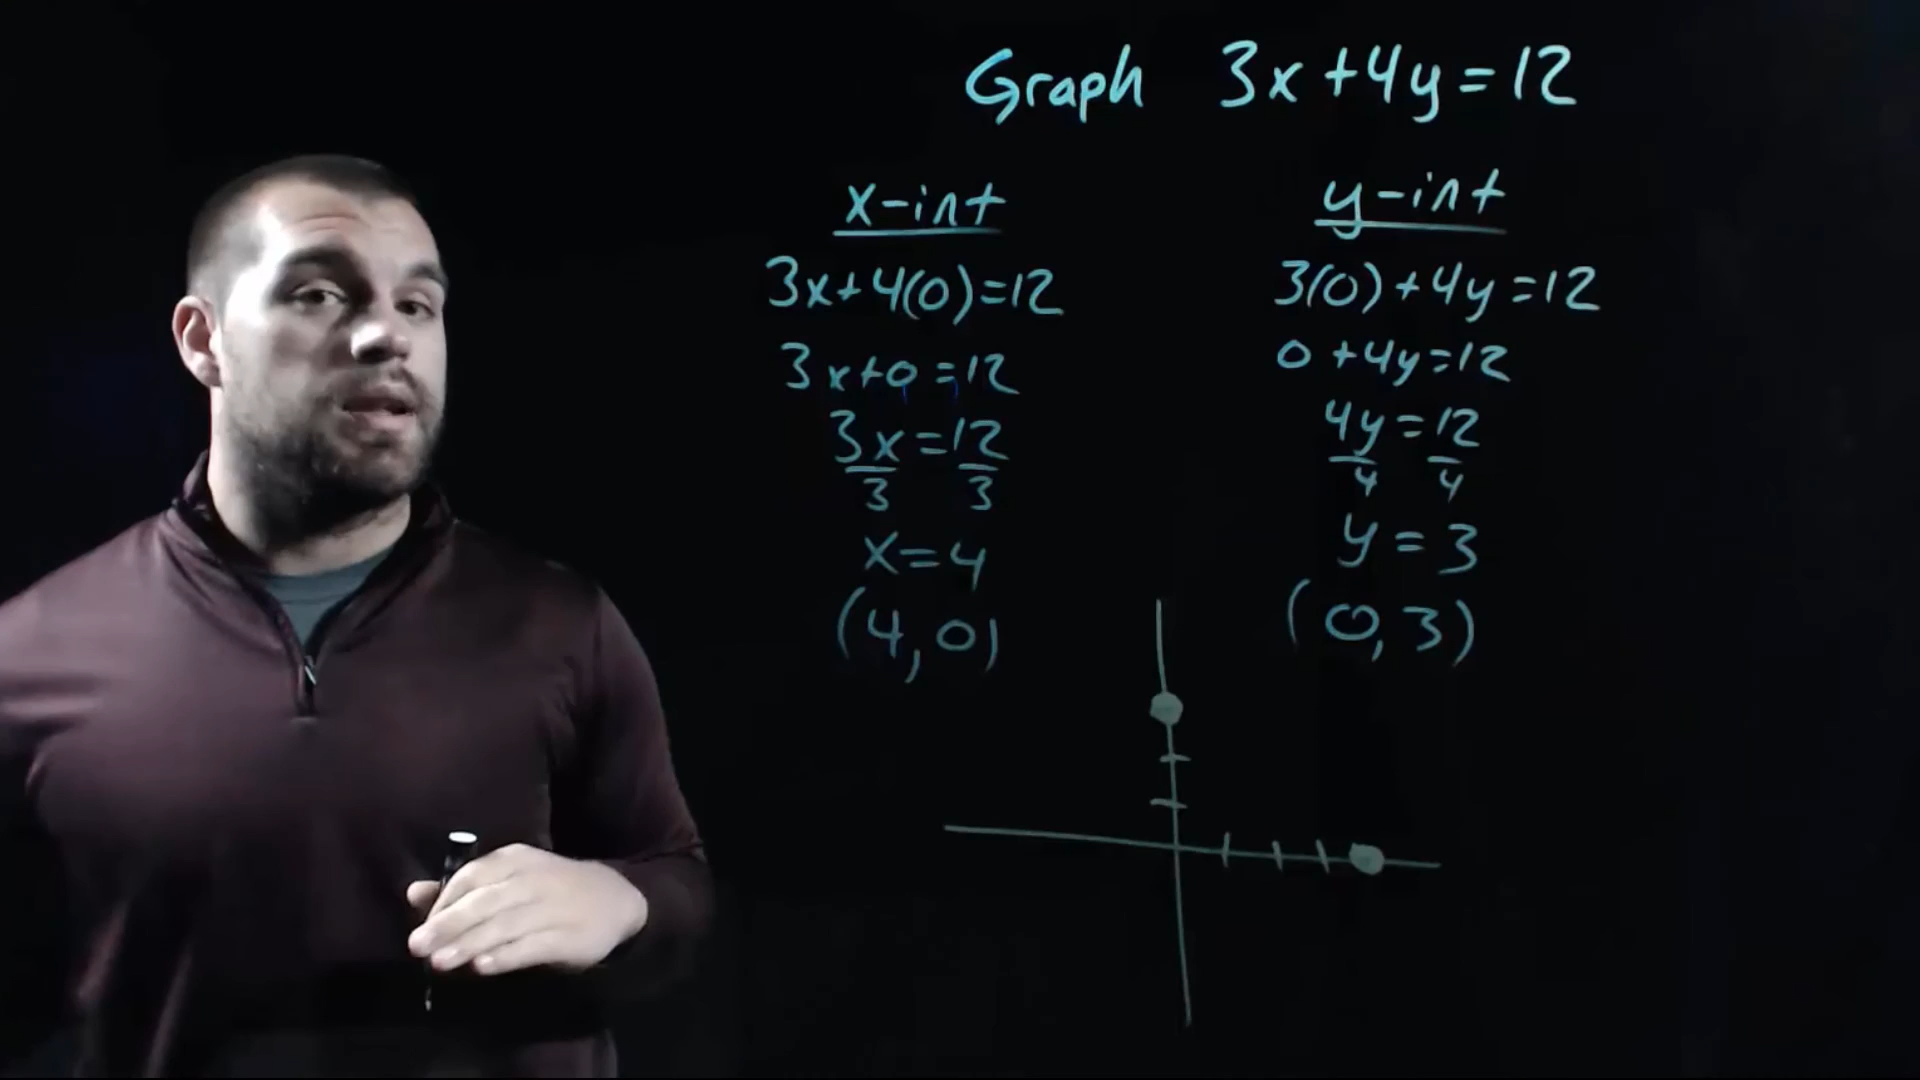 Graph 3x+4y=12
x-int
3x+4(0)=12
3x+0=12
3x=12
3 3
x=4
(4,0)
y-int
3(0)+4y=12
0+4y=12
4y=12
4 4
y=3
(0,3)